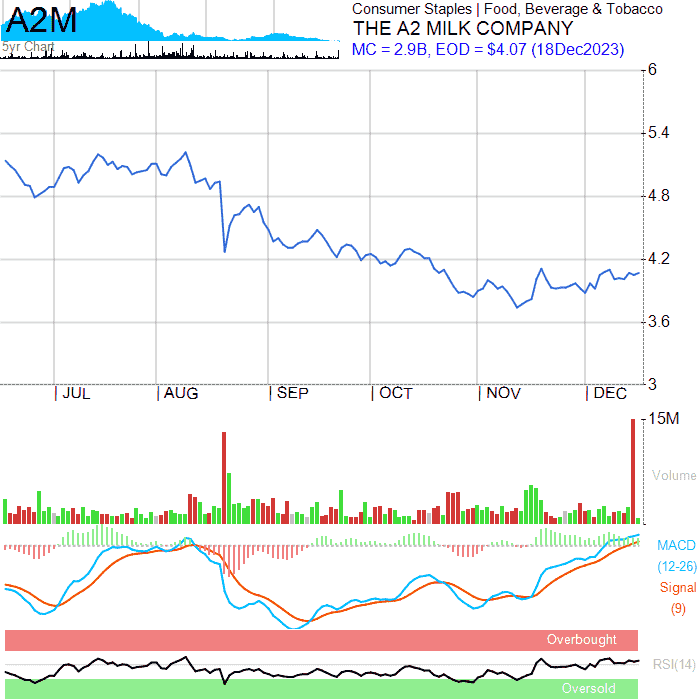 A2M
5yr Chart
Consumer Staples | Food, Beverage & Tobacco
THE A2 MILK COMPANY
MC = 2.9B, EOD = $4.07 (18Dec2023)
6
5.4
4.8
4.2
3.6
3
JUL AUG SEP OCT NOV DEC
15M
Volume
MACD
(12-26)
Signal
(9)
Overbought
RSI(14)
Oversold